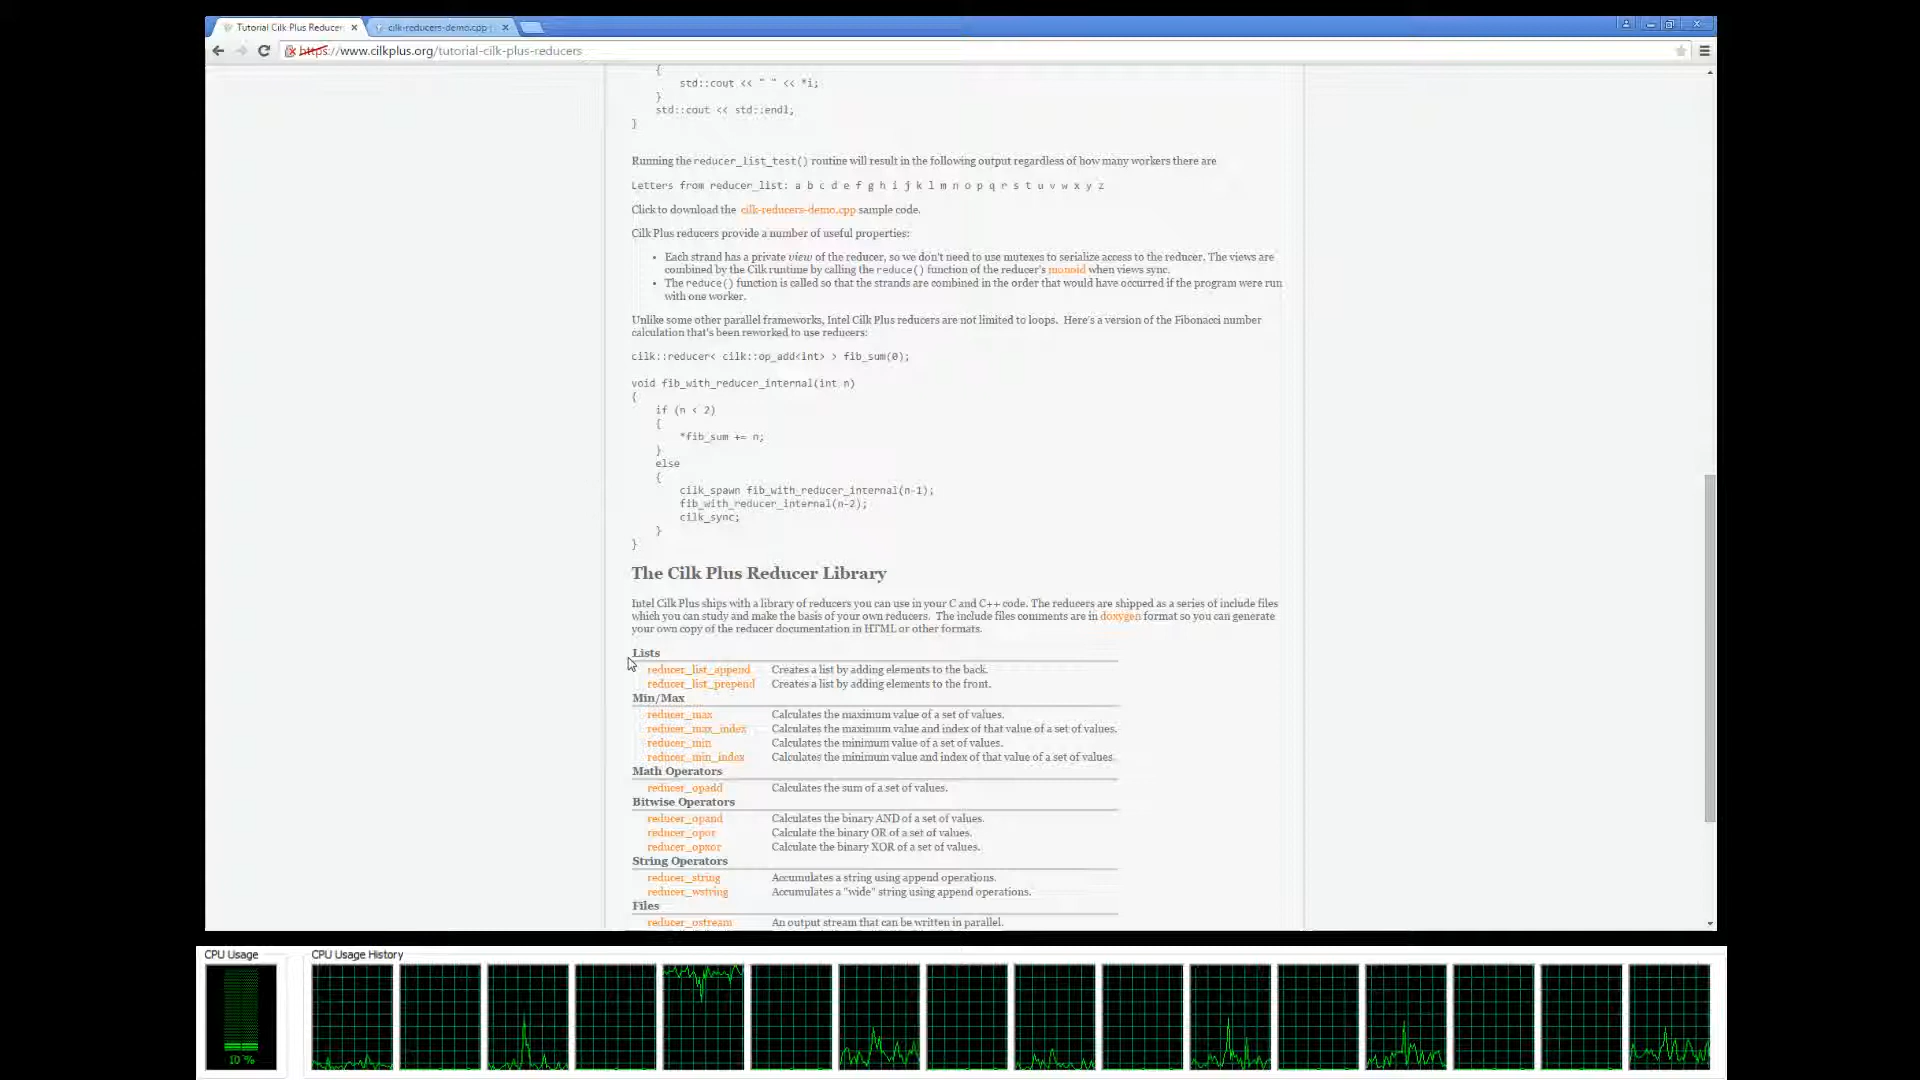 Tutorial Cilk Plus Reducer
cilk-reducers-demo.cpp
https://www.cilkplus.org/tutorial-cilk-plus-reducers
{
std::cout << " " << *i;
}
std::cout << std::endl;
}
Running the reducer_list_test() routine will result in the following output regardless of how many workers there are
Letters from reducer_list: a b c d e f g h i j k l m n o p q r s t u v w x y z
Click to download the cilk-reducers-demo.cpp sample code.
Cilk Plus reducers provide a number of useful properties:
• Each strand has a private view of the reducer, so we don't need to use mutexes to serialize access to the reducer. The views are
combined by the Cilk runtime by calling the reduce() function of the reducer's monoid when views sync.
• The reduce() function is called so that the strands are combined in the order that would have occurred if the program were run
with one worker.
Unlike some other parallel frameworks, Intel Cilk Plus reducers are not limited to loops. Here's a version of the Fibonacci number
calculation that's been reworked to use reducers:
cilk::reducer< cilk::op_add<int> > fib_sum(0);
void fib_with_reducer_internal(int n)
{
if (n < 2)
{
*fib_sum += n;
}
else
{
cilk_spawn fib_with_reducer_internal(n-1);
fib_with_reducer_internal(n-2);
cilk_sync;
}
}
The Cilk Plus Reducer Library
Intel Cilk Plus ships with a library of reducers you can use in your C and C++ code. The reducers are shipped as a series of include files
which you can study and make the basis of your own reducers. The include files comments are in doxygen format so you can generate
your own copy of the reducer documentation in HTML or other formats.
Lists
reducer_list_append Creates a list by adding elements to the back.
reducer_list_prepend Creates a list by adding elements to the front.
Min/Max
reducer_max Calculates the maximum value of a set of values.
reducer_max_index Calculates the maximum value and index of that value of a set of values.
reducer_min Calculates the minimum value of a set of values.
reducer_min_index Calculates the minimum value and index of that value of a set of values.
Math Operators
reducer_opadd Calculates the sum of a set of values.
Bitwise Operators
reducer_opand Calculates the binary AND of a set of values.
reducer_opor Calculate the binary OR of a set of values.
reducer_opxor Calculate the binary XOR of a set of values.
String Operators
reducer_string Accumulates a string using append operations.
reducer_wstring Accumulates a "wide" string using append operations.
Files
reducer_ostream An output stream that can be written in parallel.
CPU Usage CPU Usage History
10 %